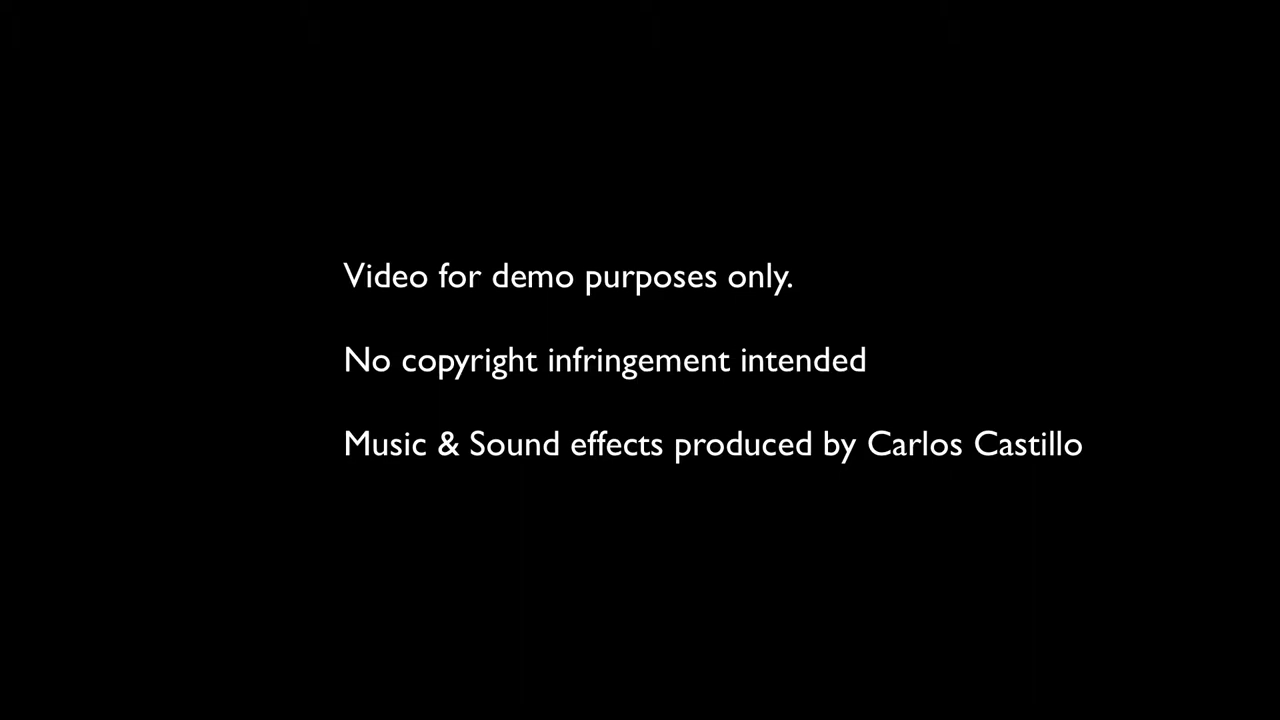 Video for demo purposes only.
No copyright infringement intended
Music & Sound effects produced by Carlos Castillo